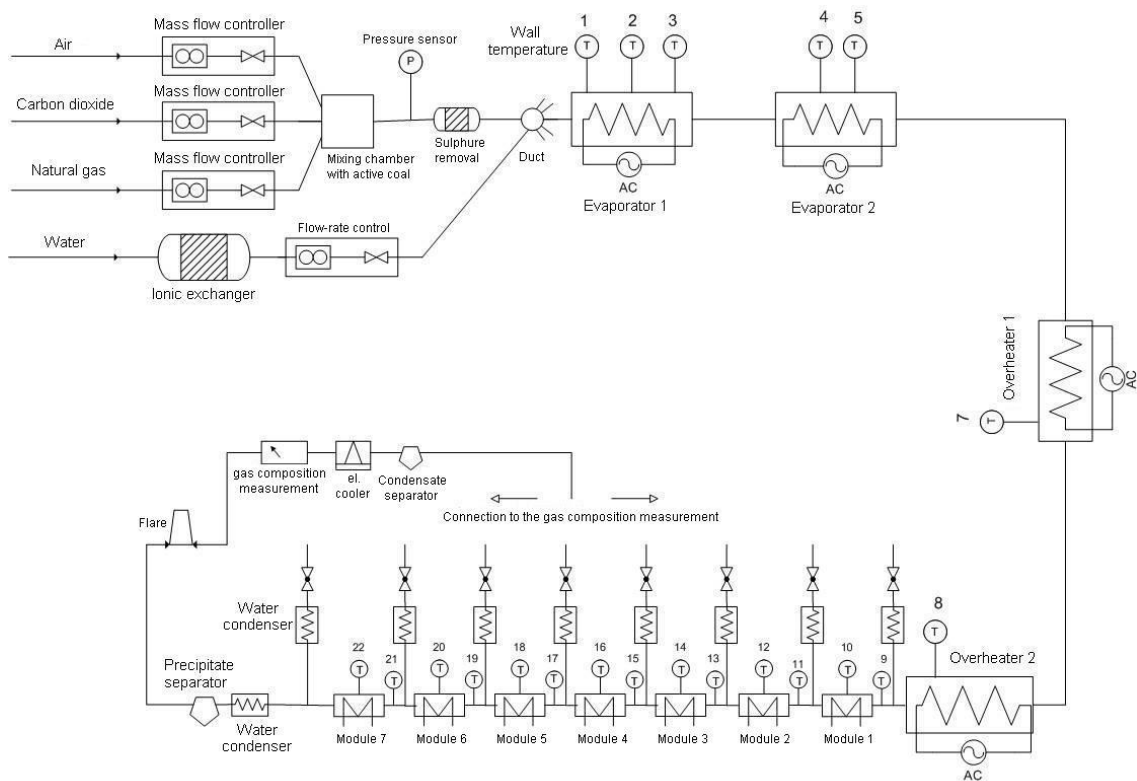 Mass flow controller
Air
Mass flow controller
Carbon dioxide
Mass flow controller
Natural gas
Water
Ionic exchanger
Flow-rate control
Mixing chamber
with active coal
Pressure sensor
P
Sulphure
removal
Duct
Wall
temperature
1 2 3
T T T
AC
Evaporator 1
4 5
T T
AC
Evaporator 2
Overheater 1
AC
7
T
gas composition
measurement
el.
cooler
Condensate
separator
Connection to the gas composition measurement
Flare
Water
condenser
Precipitate
separator
Water
condenser
22 21 20 19 18 17 16 15 14 13 12 11 10 9
T T T T T T T T T T T T T T
Module 7 Module 6 Module 5 Module 4 Module 3 Module 2 Module 1
8
T
Overheater 2
AC